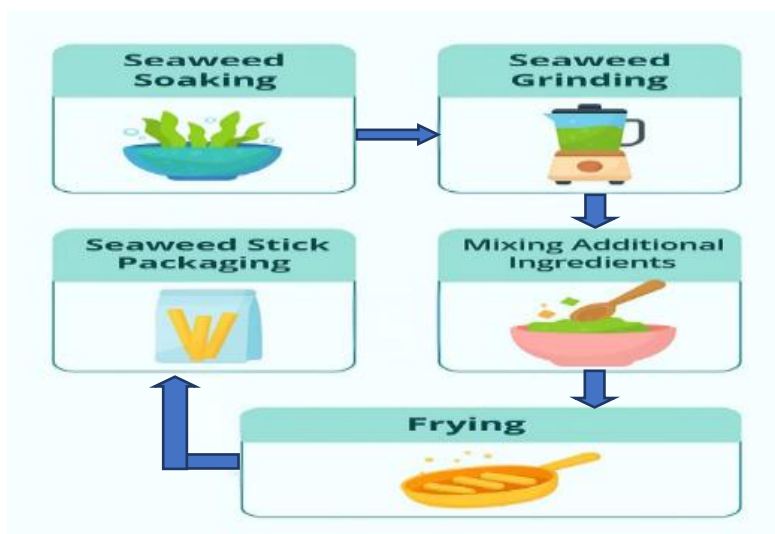 Seaweed
Soaking
Seaweed
Grinding
Mixing Additional
Ingredients
Frying
Seaweed Stick
Packaging